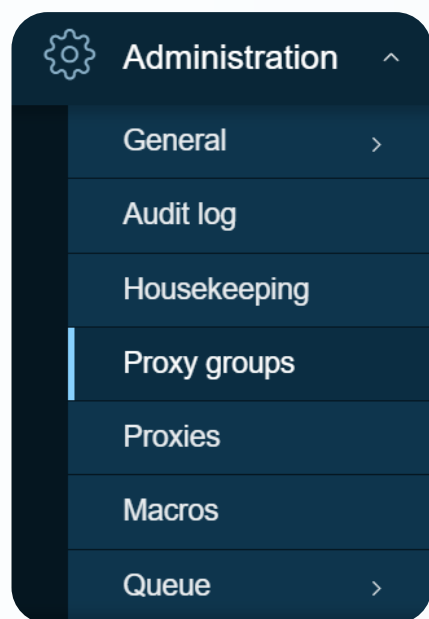 Administration
General
Audit log
Housekeeping
Proxy groups
Proxies
Macros
Queue